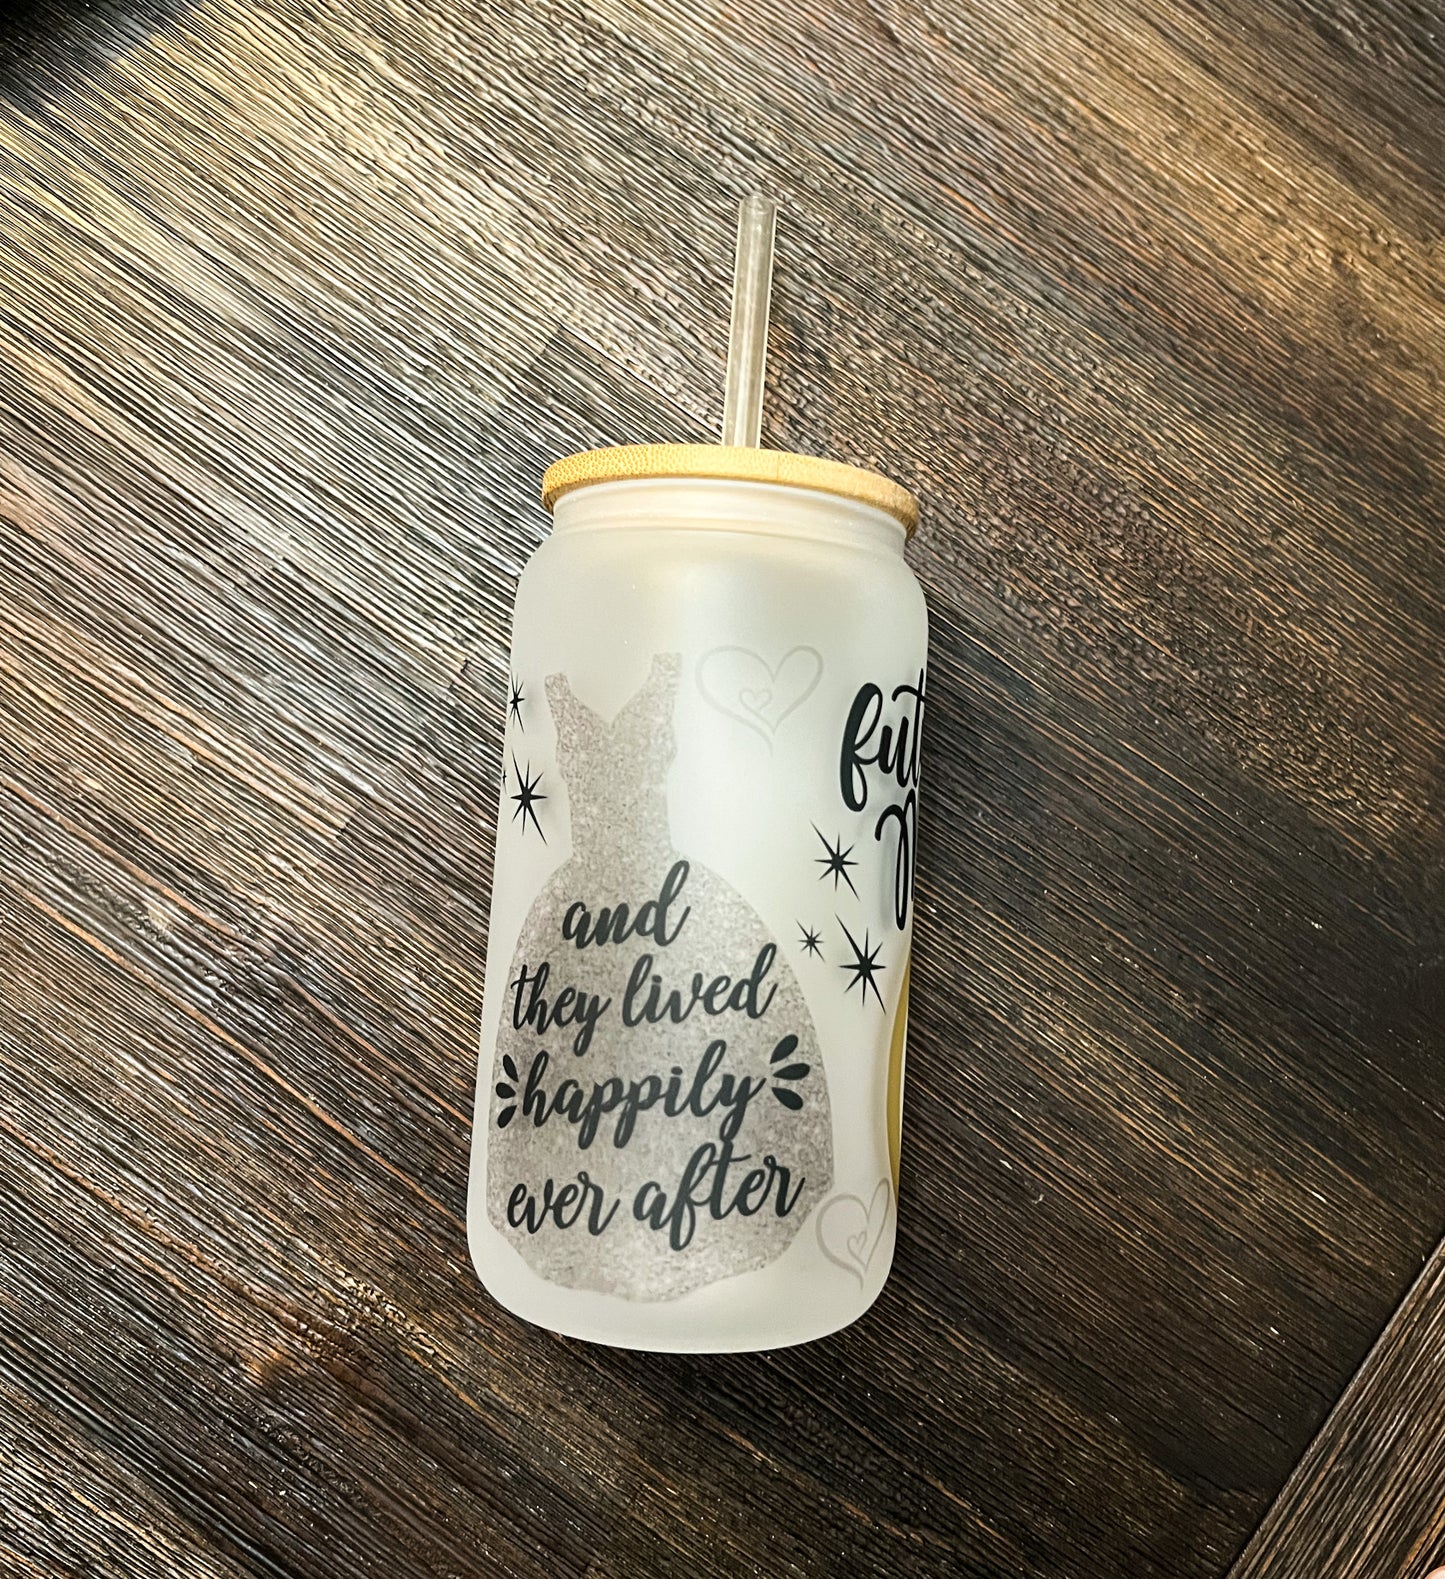 and
they lived
happily
ever after